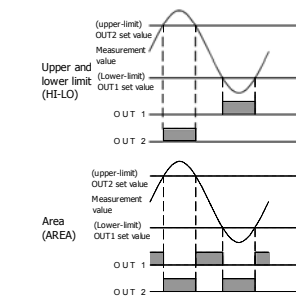 (upper-limit)
OUT2 set value
Measurement
value
Upper and
lower limit
(HI-LO)
(Lower-limit)
OUT1 set value
OUT 1
OUT 2
(upper-limit)
OUT2 set value
Measurement
value
Area
(AREA)
(Lower-limit)
OUT1 set value
OUT 1
OUT 2